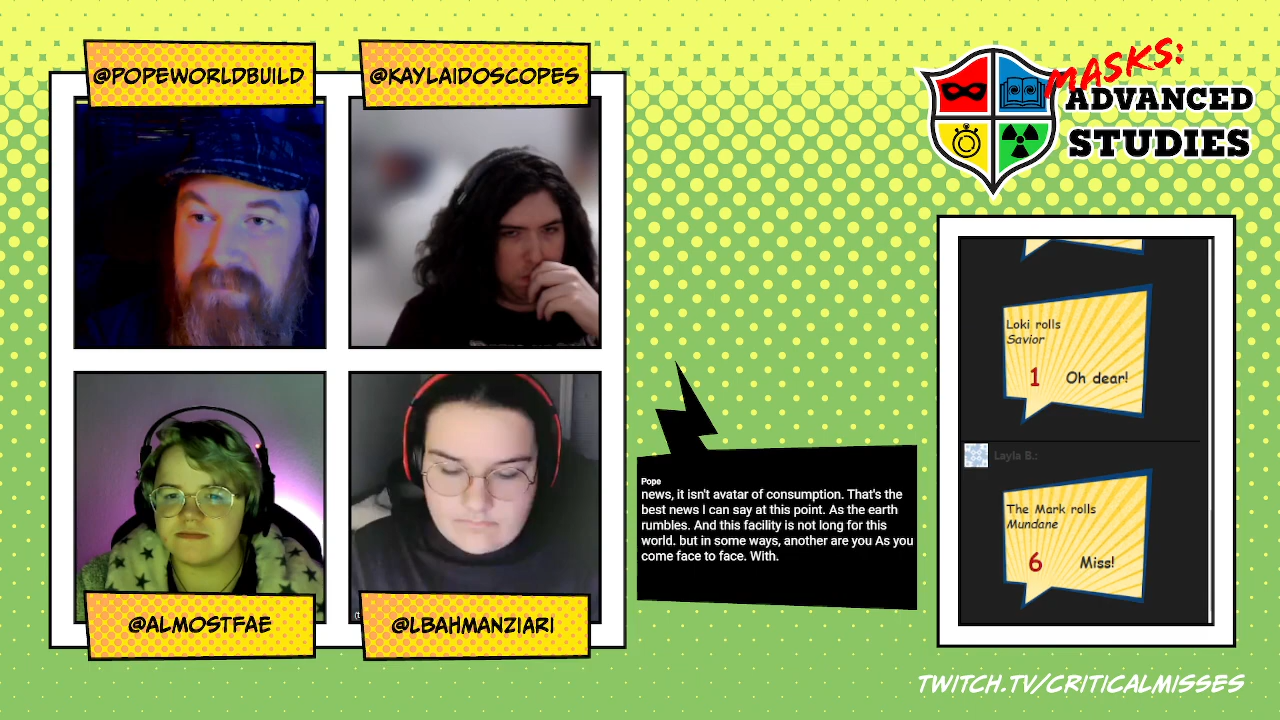 @POPEWORLDBUILD
@KAYLAIDOSCOPES
@ALMOSTFAE
@LBAHMANZIARI
Pope
news, it isn't avatar of consumption. That's the
best news I can say at this point. As the earth
rumbles. And this facility is not long for this
world. but in some ways, another are you As you
come face to face. With.
MASKS:
ADVANCED
STUDIES
Loki rolls
Savior
1 Oh dear!
Layla B.:
The Mark rolls
Mundane
6 Miss!
TWITCH.TV/CRITICALMISSES